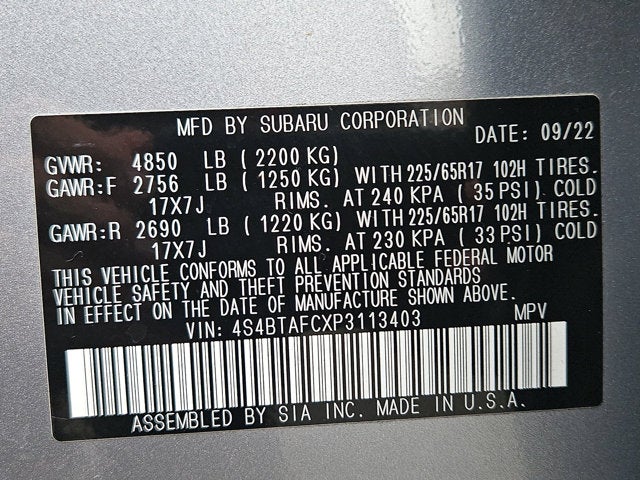 MFD BY SUBARU CORPORATION
DATE: 09/22
GVWR: 4850 LB ( 2200 KG)
GAWR:F 2756 LB ( 1250 KG) WITH 225/65R17 102H TIRES.
17X7J RIMS. AT 240 KPA ( 35 PSI) COLD
GAWR:R 2690 LB ( 1220 KG) WITH 225/65R17 102H TIRES.
17X7J RIMS. AT 230 KPA ( 33 PSI) COLD
THIS VEHICLE CONFORMS TO ALL APPLICABLE FEDERAL MOTOR
VEHICLE SAFETY AND THEFT PREVENTION STANDARDS
IN EFFECT ON THE DATE OF MANUFACTURE SHOWN ABOVE.
VIN: 4S4BTAFCXP3113403 MPV
ASSEMBLED BY SIA INC. MADE IN U.S.A.